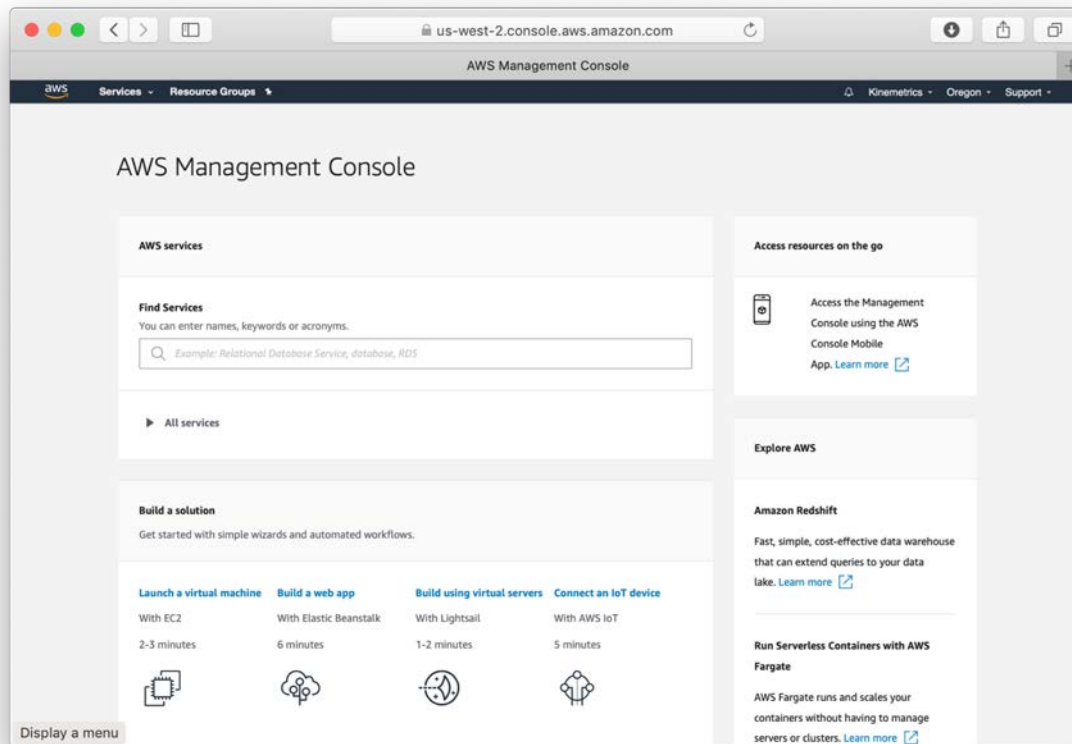 us-west-2.console.aws.amazon.com
AWS Management Console
aws Services Resource Groups Kinemetrics Oregon Support
AWS Management Console
AWS services
Find Services
You can enter names, keywords or acronyms.
Example: Relational Database Service, database, RDS
All services
Build a solution
Get started with simple wizards and automated workflows.
Launch a virtual machine
With EC2
2-3 minutes
Build a web app
With Elastic Beanstalk
6 minutes
Build using virtual servers
With Lightsail
1-2 minutes
Connect an IoT device
With AWS IoT
5 minutes
Access resources on the go
Access the Management
Console using the AWS
Console Mobile
App. Learn more
Explore AWS
Amazon Redshift
Fast, simple, cost-effective data warehouse
that can extend queries to your data
lake. Learn more
Run Serverless Containers with AWS
Fargate
AWS Fargate runs and scales your
containers without having to manage
servers or clusters. Learn more
Display a menu